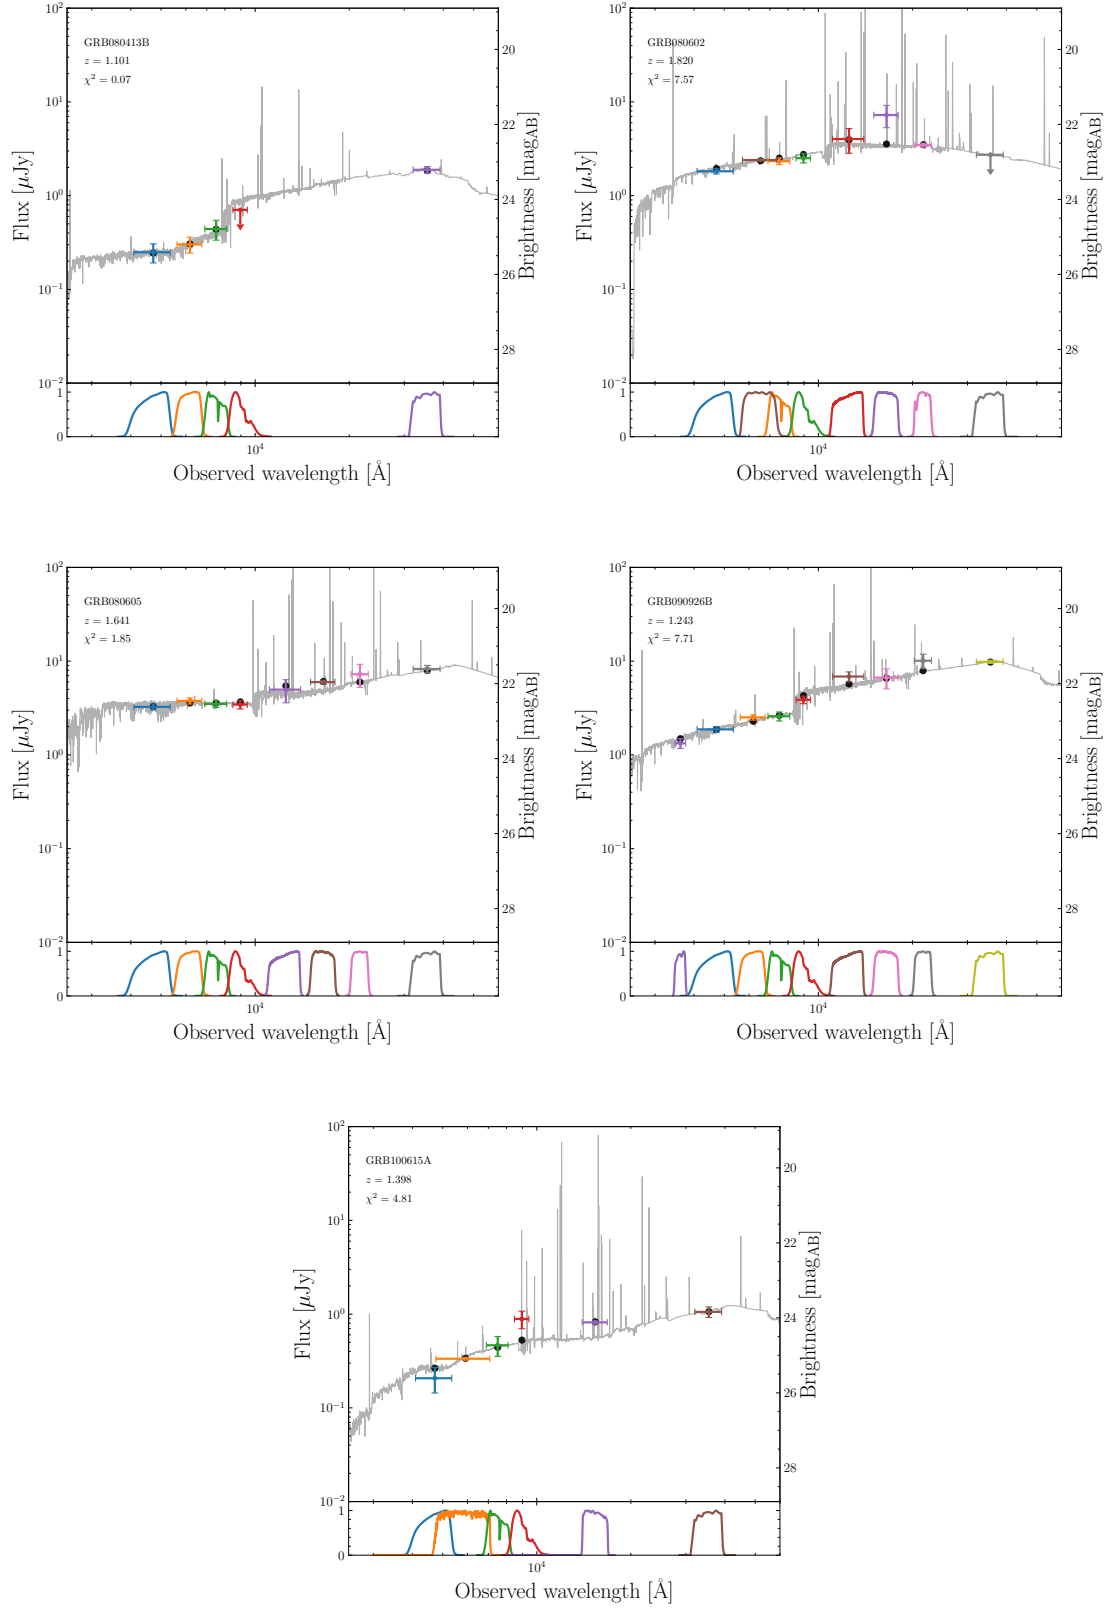 GRB080413B
z = 1.101
χ² = 0.07
Flux [μJy]
10²
10¹
10⁰
10⁻¹
10⁻²
20
22
24
26
28
Brightness [mag_AB]
1
0
10⁴
Observed wavelength [Å]
GRB080602
z = 1.820
χ² = 7.57
Flux [μJy]
10²
10¹
10⁰
10⁻¹
10⁻²
20
22
24
26
28
Brightness [mag_AB]
1
0
10⁴
Observed wavelength [Å]
GRB080605
z = 1.641
χ² = 1.85
Flux [μJy]
10²
10¹
10⁰
10⁻¹
10⁻²
20
22
24
26
28
Brightness [mag_AB]
1
0
10⁴
Observed wavelength [Å]
GRB090926B
z = 1.243
χ² = 7.71
Flux [μJy]
10²
10¹
10⁰
10⁻¹
10⁻²
20
22
24
26
28
Brightness [mag_AB]
1
0
10⁴
Observed wavelength [Å]
GRB100615A
z = 1.398
χ² = 4.81
Flux [μJy]
10²
10¹
10⁰
10⁻¹
10⁻²
20
22
24
26
28
Brightness [mag_AB]
1
0
10⁴
Observed wavelength [Å]